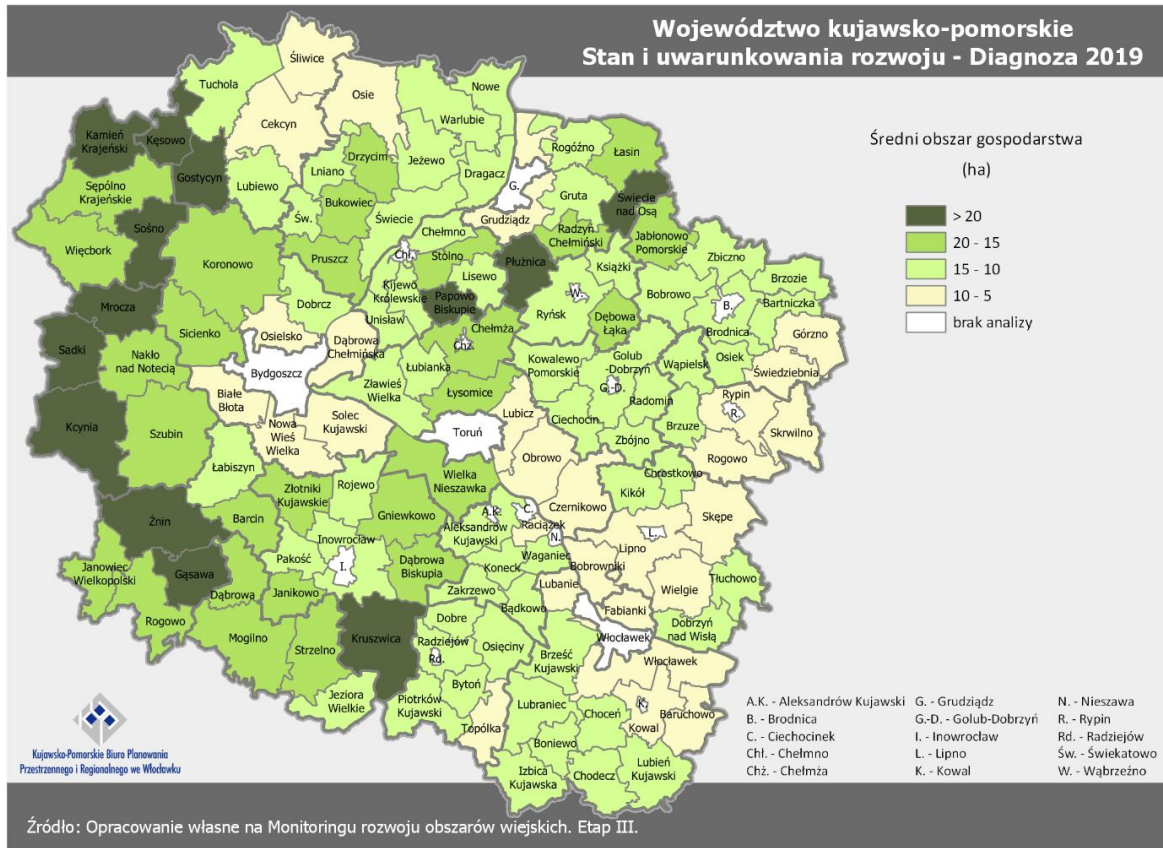 Województwo kujawsko-pomorskie
Stan i uwarunkowania rozwoju - Diagnoza 2019
Średni obszar gospodarstwa
(ha)
> 20
20 - 15
15 - 10
10 - 5
brak analizy
Śliwice
Tuchola
Osie
Nowe
Cekcyn
Warlubie
Kamień
Krajeński
Kęsowo
Rogóźno
Łasin
Drzycim
Gostycyn
Lniano
Jeżewo
Dragacz
G.
Sępólno
Krajeńskie
Lubiewo
Bukowiec
Gruta
Świecie
nad Osą
Św.
Świecie
Grudziądz
Sośno
Radzyń
Chełmiński
Jabłonowo
Pomorskie
Więcbork
Chełmno
Koronowo
Pruszcz
Chł.
Stolno
Płużnica
Książki
Zbiczno
Lisewo
Brzozie
Kijewo
Królewskie
Papowo
Biskupie
W.
Bobrowo
B.
Bartniczka
Mrocza
Dobrcz
Unisław
Ryńsk
Dębowa
Łąka
Sicienko
Chełmża
Brodnica
Osielsko
Dąbrowa
Chełmińska
Chż.
Górzno
Sadki
Nakło
nad Notecią
Łubianka
Kowalewo
Pomorskie
Golub
-Dobrzyń
Wąpielsk
Osiek
Świedziebnia
Bydgoszcz
Zławieś
Wielka
Łysomice
G.-D.
Białe
Błota
Radomin
Rypin
R.
Kcynia
Szubin
Nowa
Wieś
Wielka
Solec
Kujawski
Lubicz
Ciechocin
Brzuze
Skrwilno
Toruń
Zbójno
Rogowo
Łabiszyn
Obrowo
Chrostkowo
Wielka
Nieszawka
Kikół
Złotniki
Kujawskie
Rojewo
Skępe
Żnin
Barcin
Gniewkowo
A.K.
C.
Czernikowo
Aleksandrów
Kujawski
Raciążek
Inowrocław
N.
L.
Pakość
I.
Waganiec
Lipno
Janowiec
Wielkopolski
Gąsawa
Dąbrowa
Biskupia
Koneck
Bobrowniki
Tłuchowo
Dąbrowa
Janikowo
Zakrzewo
Lubanie
Wielgie
Rogowo
Bądkowo
Fabianki
Mogilno
Kruszwica
Dobre
Dobrzyń
nad Wisłą
Strzelno
Radziejów
Rd.
Osięciny
Włocławek
Brześć
Kujawski
Włocławek
Jeziora
Wielkie
Bytoń
Piotrków
Kujawski
Lubraniec
Choceń
K.
Kowal
Baruchowo
Topólka
Boniewo
Izbica
Kujawska
Chodecz
Lubień
Kujawski
A.K. - Aleksandrów Kujawski
B. - Brodnica
C. - Ciechocinek
Chł. - Chełmno
Chż. - Chełmża
G. - Grudziądz
G.-D. - Golub-Dobrzyń
I. - Inowrocław
L. - Lipno
K. - Kowal
N. - Nieszawa
R. - Rypin
Rd. - Radziejów
Św. - Świekatowo
W. - Wąbrzeźno
Kujawsko-Pomorskie Biuro Planowania
Przestrzennego i Regionalnego we Włocławku
Źródło: Opracowanie własne na Monitoringu rozwoju obszarów wiejskich. Etap III.